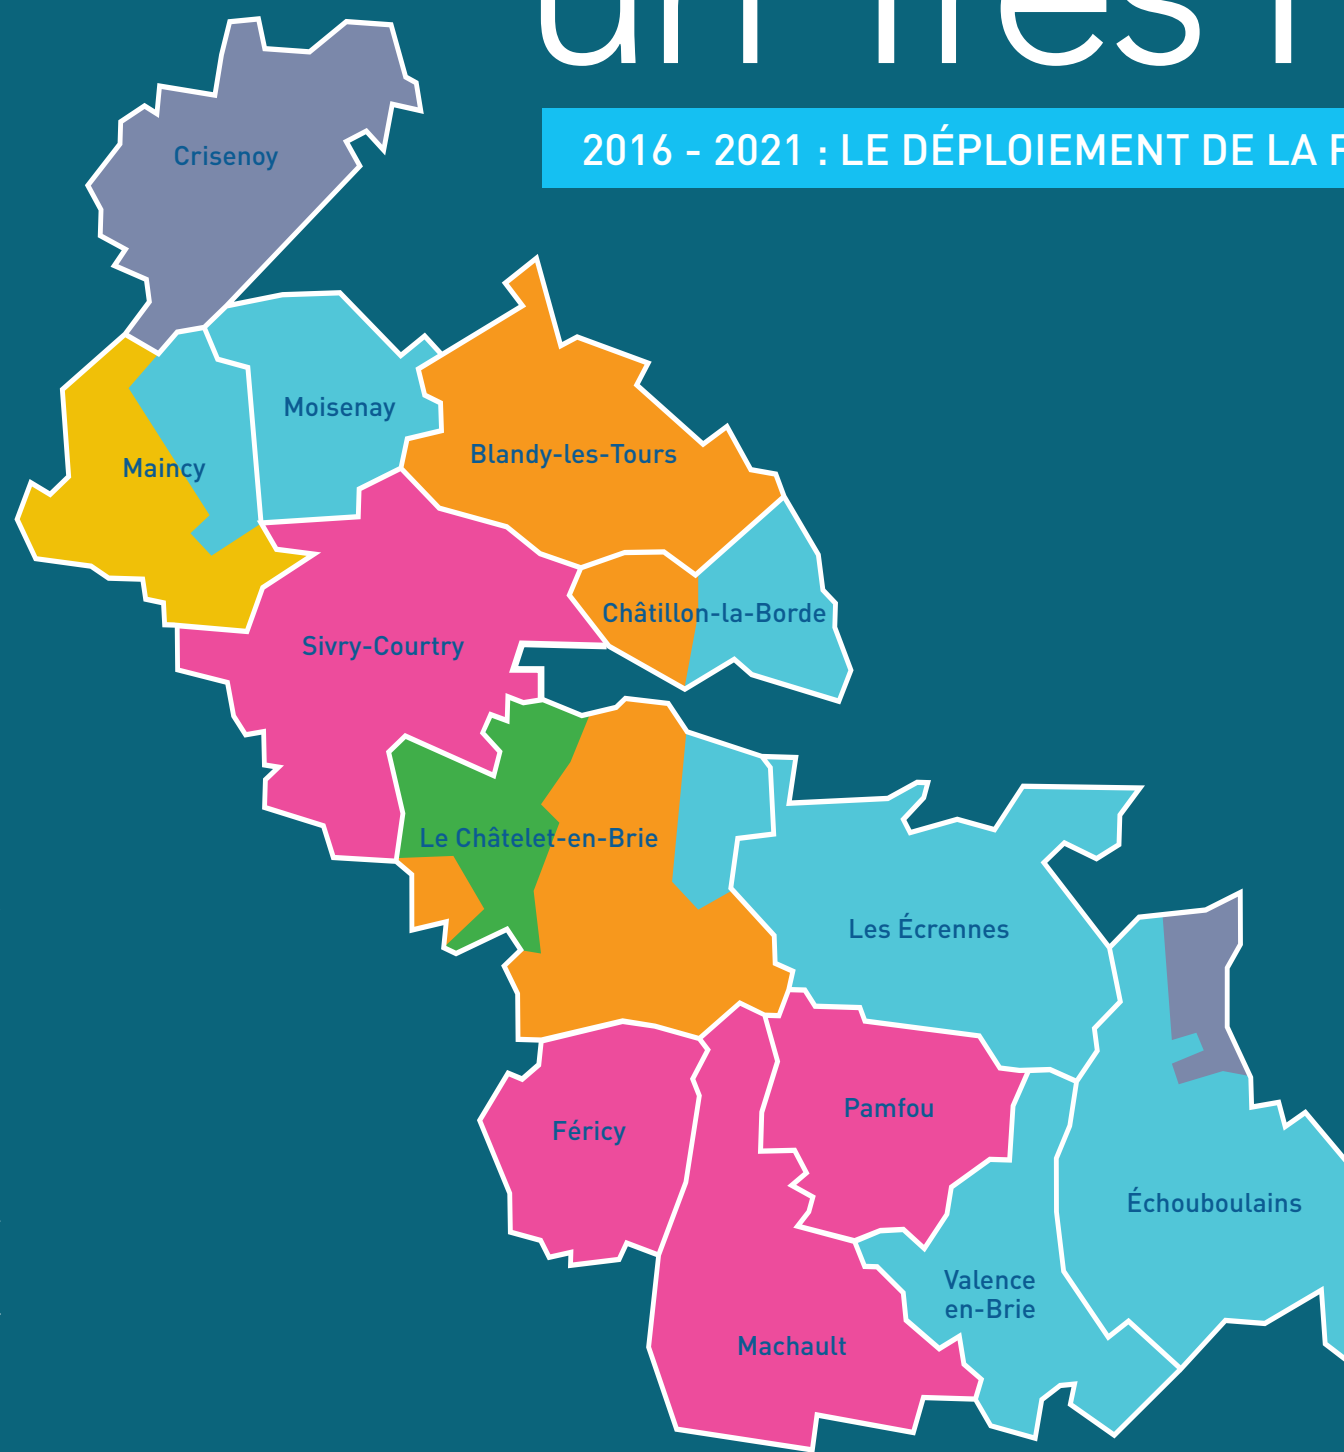 2016 - 2021 : LE DÉPLOIEMENT DE LA
Crisenoy
Moisenay
Blandy-les-Tours
Maincy
Châtillon-la-Borde
Sivry-Courtry
Le Châtelet-en-Brie
Les Écrennes
Pamfou
Féricy
Échouboulains
Valence
en-Brie
Machault